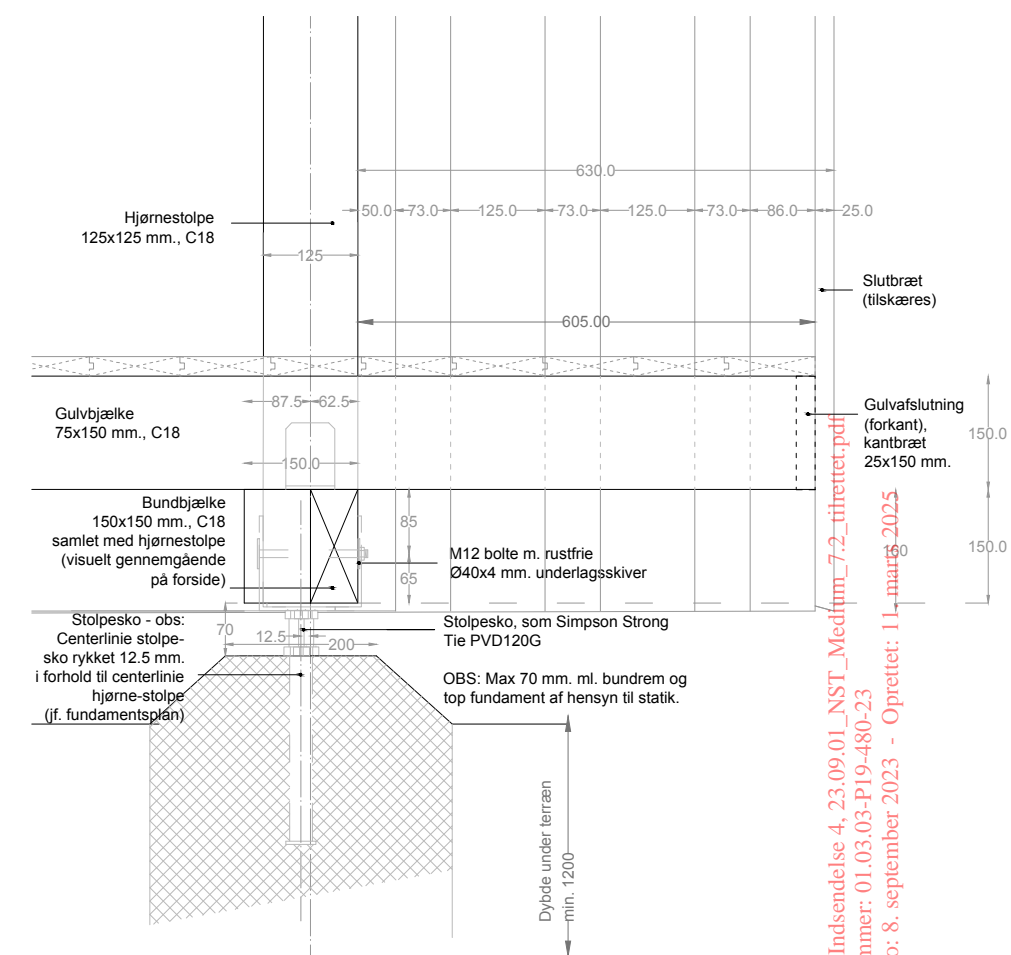 630.0
50.0
73.0
125.0
73.0
125.0
73.0
86.0
25.0
Hjørnestolpe
125x125 mm., C18
125
Slutbræt
(tilskæres)
605.00
Gulvbjælke
75x150 mm., C18
87.5
62.5
150.0
Gulvafslutning
(forkant),
kantbræt
25x150 mm.
150.0
Bundbjælke
150x150 mm., C18
samlet med hjørnestolpe
(visuelt gennemgående
på forside)
85
65
M12 bolte m. rustfrie
Ø40x4 mm. underlagsskiver
160
150.0
Stolpesko - obs:
Centerlinie stolpe-
sko rykket 12.5 mm.
i forhold til centerlinie
hjørne-stolpe
(jf. fundamentsplan)
70
12.5
200
Stolpesko, som Simpson Strong
Tie PVD120G
OBS: Max 70 mm. ml. bundrem og
top fundament af hensyn til statik.
Dybde under terræn
min. 1200
Indsendelse 4, 23.09.01_NST_Medium_7.2_tilrettet.pdf
mmer: 01.03.03-P19-480-23
o: 8. september 2023 - Oprettet: 11. marts 2025